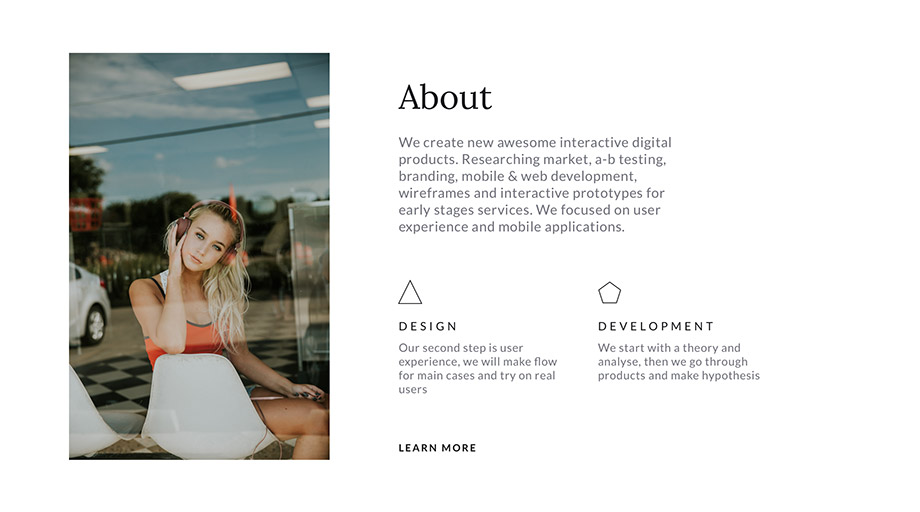 About
We create new awesome interactive digital
products. Researching market, a-b testing,
branding, mobile & web development,
wireframes and interactive prototypes for
early stages services. We focused on user
experience and mobile applications.
DESIGN
Our second step is user
experience, we will make flow
for main cases and try on real
users
DEVELOPMENT
We start with a theory and
analyse, then we go through
products and make hypothesis
LEARN MORE